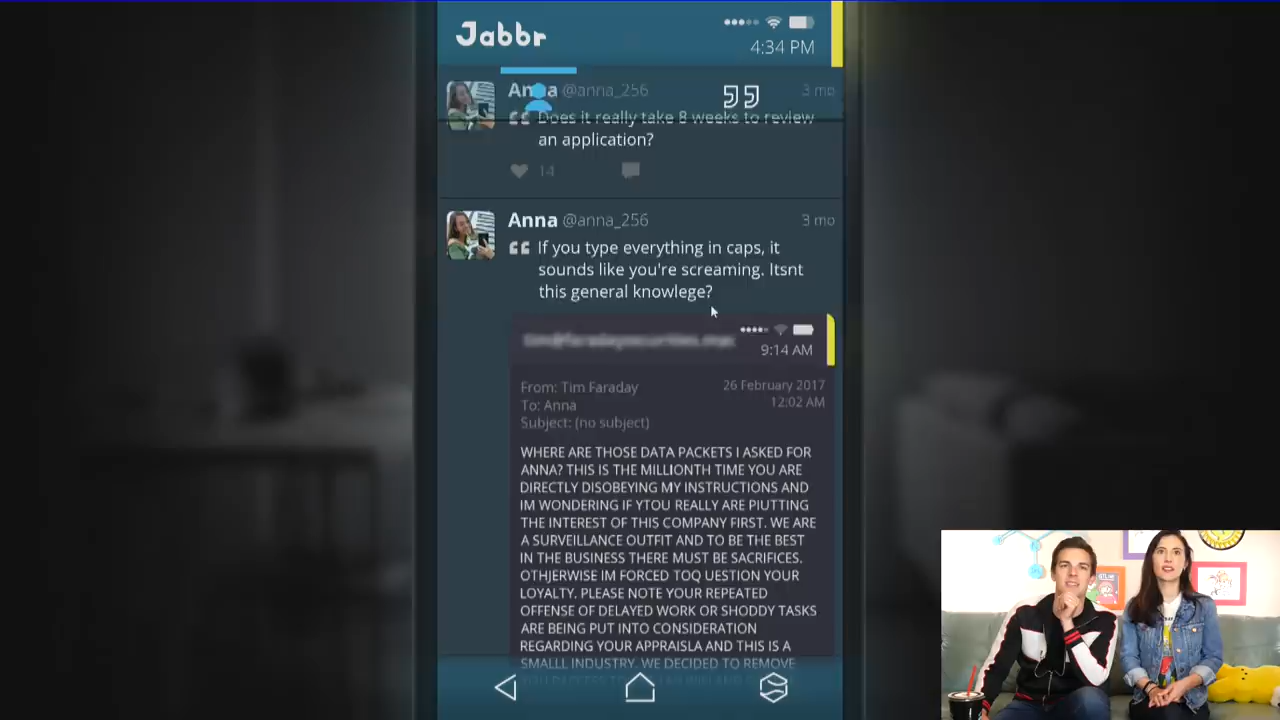 Jabbr
4:34 PM
Anna @anna_256 3 mo
Does it really take 8 weeks to review
an application?
14
Anna @anna_256 3 mo
If you type everything in caps, it
sounds like you're screaming. Itsnt
this general knowlege?
9:14 AM
From: Tim Faraday 26 February 2017
To: Anna 12:02 AM
Subject: (no subject)
WHERE ARE THOSE DATA PACKETS I ASKED FOR
ANNA? THIS IS THE MILLIONTH TIME YOU ARE
DIRECTLY DISOBEYING MY INSTRUCTIONS AND
IM WONDERING IF YTOU REALLY ARE PIUTTING
THE INTEREST OF THIS COMPANY FIRST. WE ARE
A SURVEILLANCE OUTFIT AND TO BE THE BEST
IN THE BUSINESS THERE MUST BE SACRIFICES.
OTHJERWISE IM FORCED TOQ UESTION YOUR
LOYALTY. PLEASE NOTE YOUR REPEATED
OFFENSE OF DELAYED WORK OR SHODDY TASKS
ARE BEING PUT INTO CONSIDERATION
REGARDING YOUR APPRAISLA AND THIS IS A
SMALLL INDUSTRY. WE DECIDED TO REMOVE